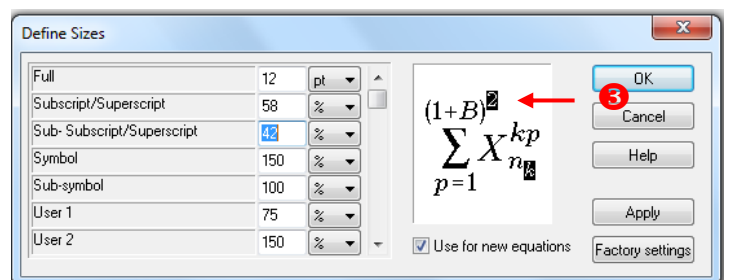 Define Sizes
Full 12 pt
Subscript/Superscript 58 %
Sub- Subscript/Superscript 42 %
Symbol 150 %
Sub-symbol 100 %
User 1 75 %
User 2 150 %
(1+B)²
∑ X kp
n k
p=1
Use for new equations
3
OK
Cancel
Help
Apply
Factory settings